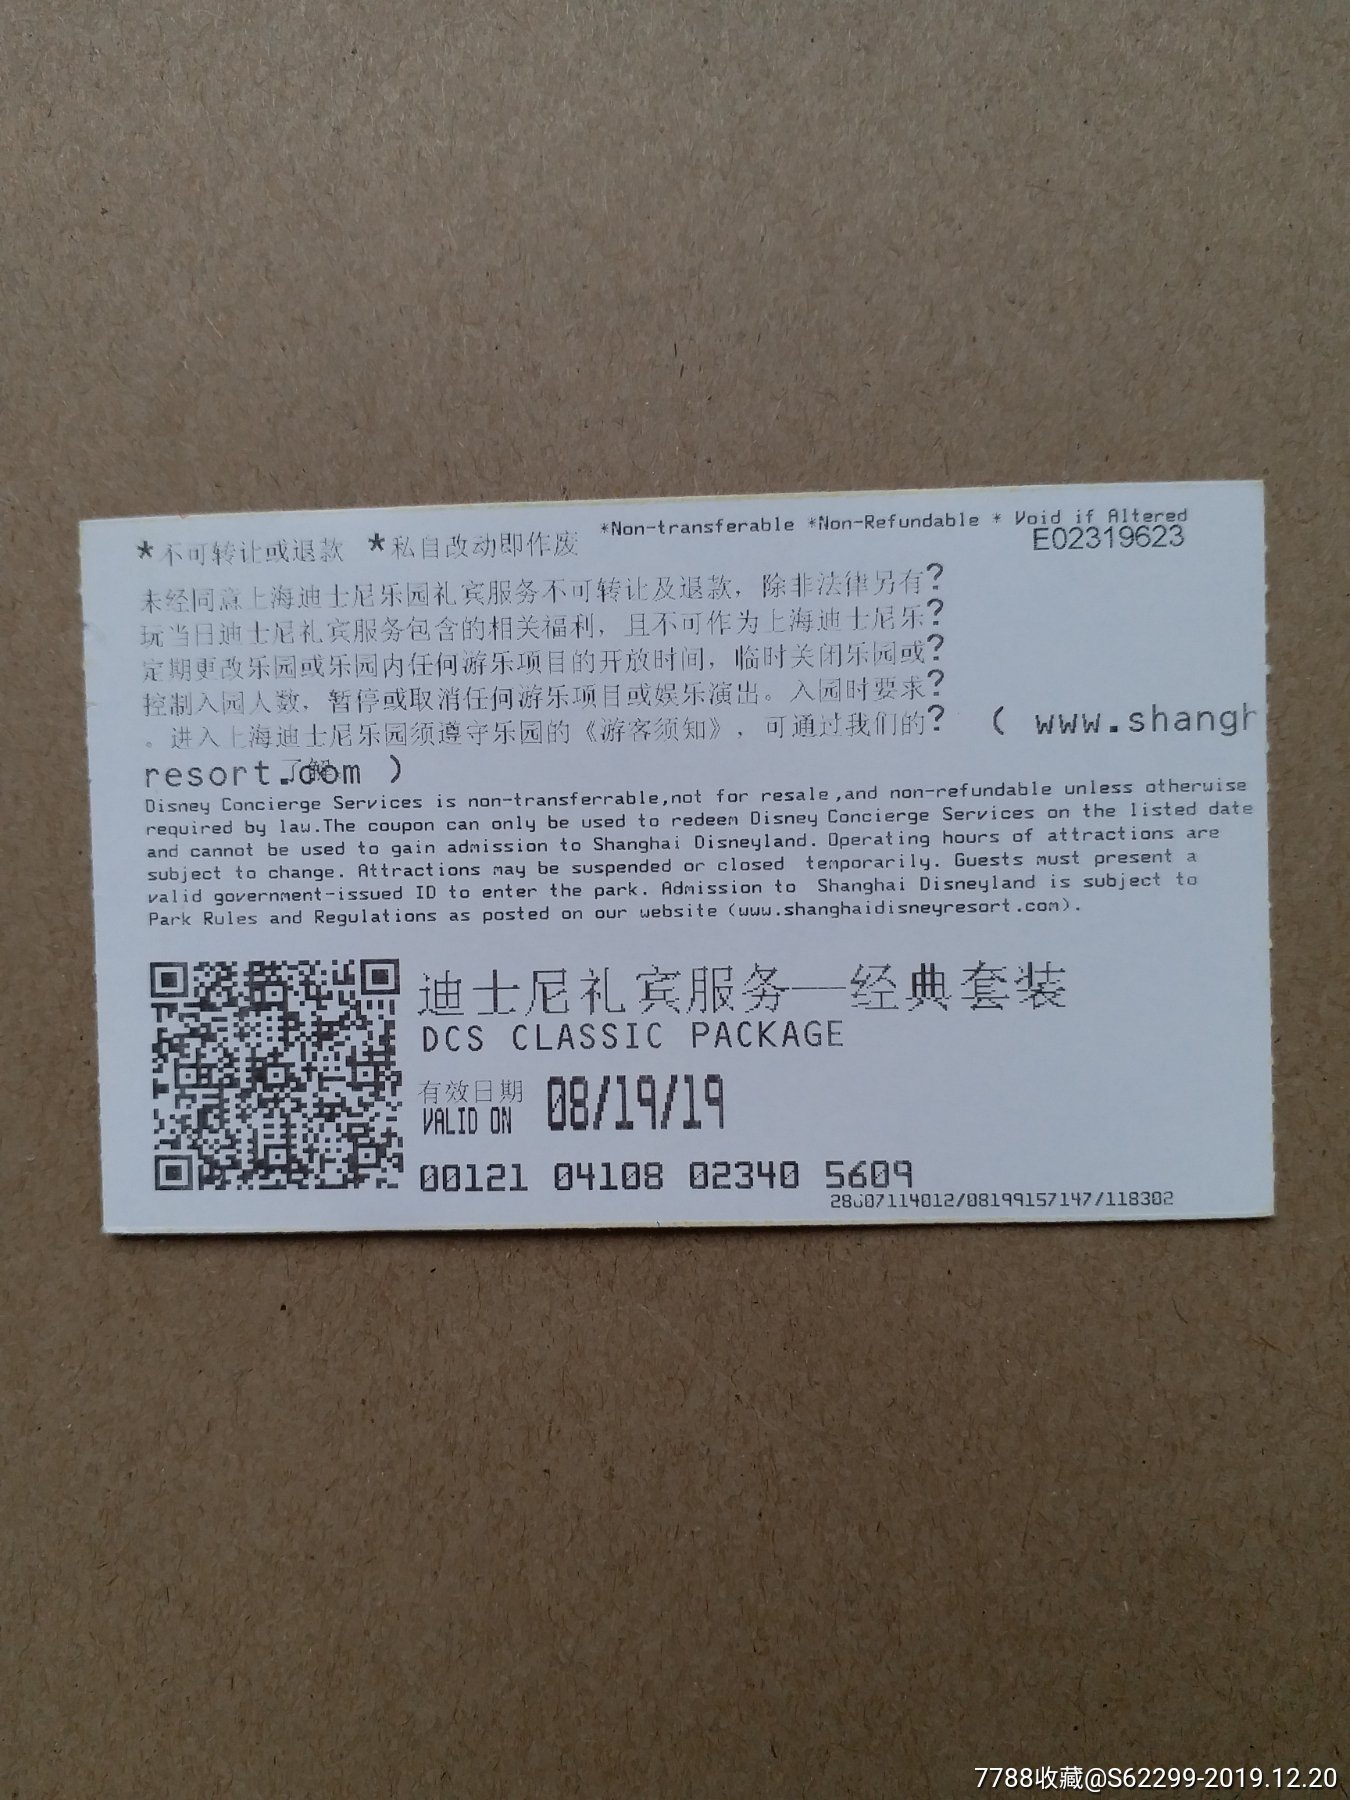 *不可转让或退款 *私自改动即作废 *Non-transferable *Non-Refundable * Void if Altered
E02319623
未经同意上海迪士尼乐园礼宾服务不可转让及退款，除非法律另有?
玩当日迪士尼礼宾服务包含的相关福利，且不可作为上海迪士尼乐?
定期更改乐园或乐园内任何游乐项目的开放时间，临时关闭乐园或?
控制入园人数，暂停或取消任何游乐项目或娱乐演出。入园时要求?
。进入上海迪士尼乐园须遵守乐园的《游客须知》，可通过我们的? ( www.shangh
resort.com ) 了解
Disney Concierge Services is non-transferrable,not for resale,and non-refundable unless otherwise
required by law.The coupon can only be used to redeem Disney Concierge Services on the listed date
and cannot be used to gain admission to Shanghai Disneyland. Operating hours of attractions are
subject to change. Attractions may be suspended or closed temporarily. Guests must present a
valid government-issued ID to enter the park. Admission to Shanghai Disneyland is subject to
Park Rules and Regulations as posted on our website (www.shanghaidisneyresort.com).
迪士尼礼宾服务—经典套装
DCS CLASSIC PACKAGE
有效日期
VALID ON 08/19/19
00121 04108 02340 5609
28607114012/08199157147/118302
7788收藏@S62299-2019.12.20